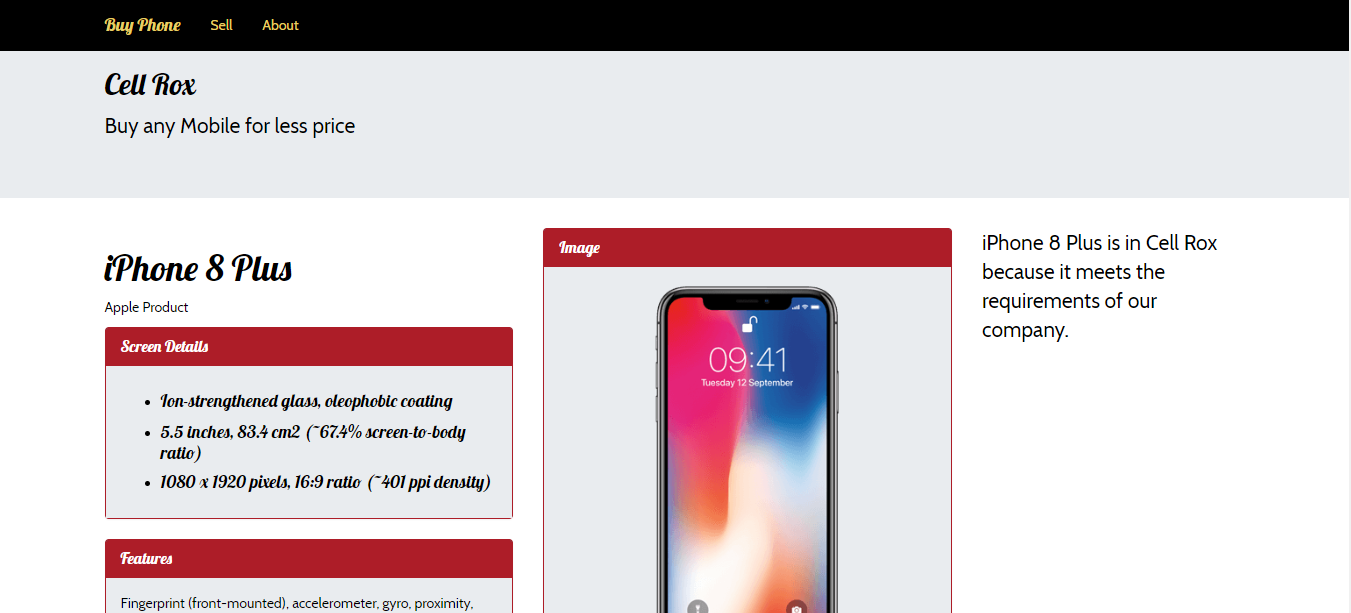 Buy Phone Sell About
Cell Rox
Buy any Mobile for less price
iPhone 8 Plus
Apple Product
Screen Details
Ion-strengthened glass, oleophobic coating
5.5 inches, 83.4 cm2 (~67.4% screen-to-body
ratio)
1080 x 1920 pixels, 16:9 ratio (~401 ppi density)
Features
Fingerprint (front-mounted), accelerometer, gyro, proximity,
Image
09:41
Tuesday 12 September
iPhone 8 Plus is in Cell Rox
because it meets the
requirements of our
company.